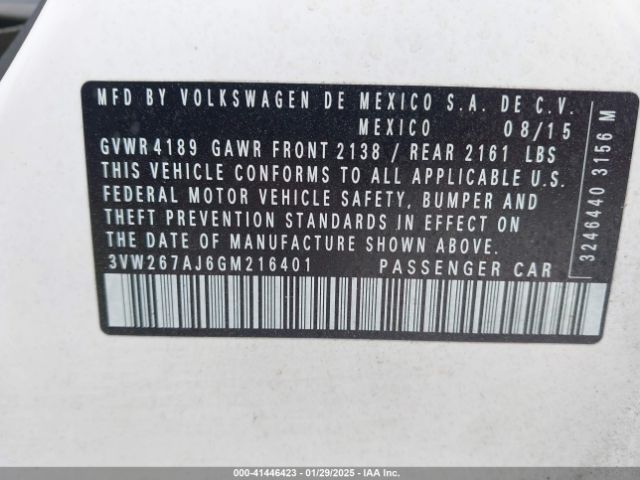 MFD BY VOLKSWAGEN DE MEXICO S.A. DE C.V.
MEXICO 08/15
GVWR 4189 GAWR FRONT 2138 / REAR 2161 LBS
THIS VEHICLE CONFORMS TO ALL APPLICABLE U.S.
FEDERAL MOTOR VEHICLE SAFETY, BUMPER AND
THEFT PREVENTION STANDARDS IN EFFECT ON
THE DATE OF MANUFACTURE SHOWN ABOVE.
3VW267AJ6GM216401 PASSENGER CAR
3246440 3156 M
000-41446423 - 01/29/2025 - IAAI.COM